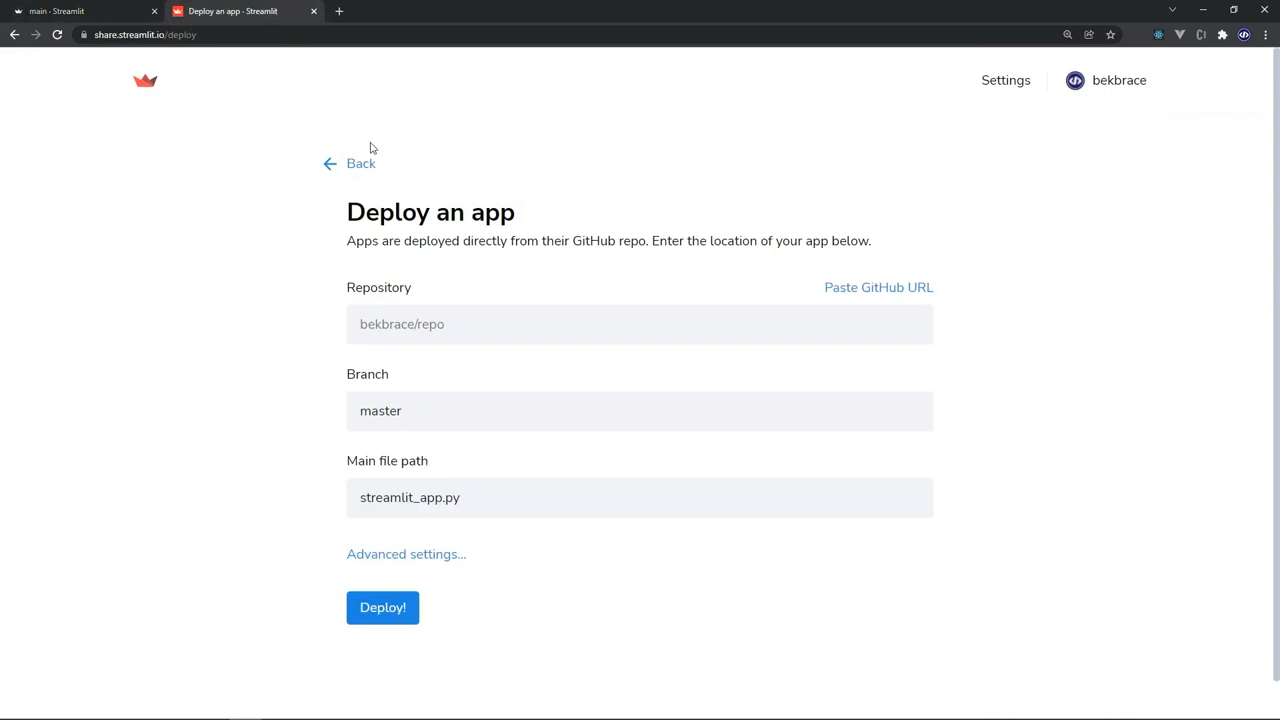 main · Streamlit
Deploy an app · Streamlit
share.streamlit.io/deploy
Settings
bekbrace
Back
Deploy an app
Apps are deployed directly from their GitHub repo. Enter the location of your app below.
Repository
Paste GitHub URL
bekbrace/repo
Branch
master
Main file path
streamlit_app.py
Advanced settings...
Deploy!